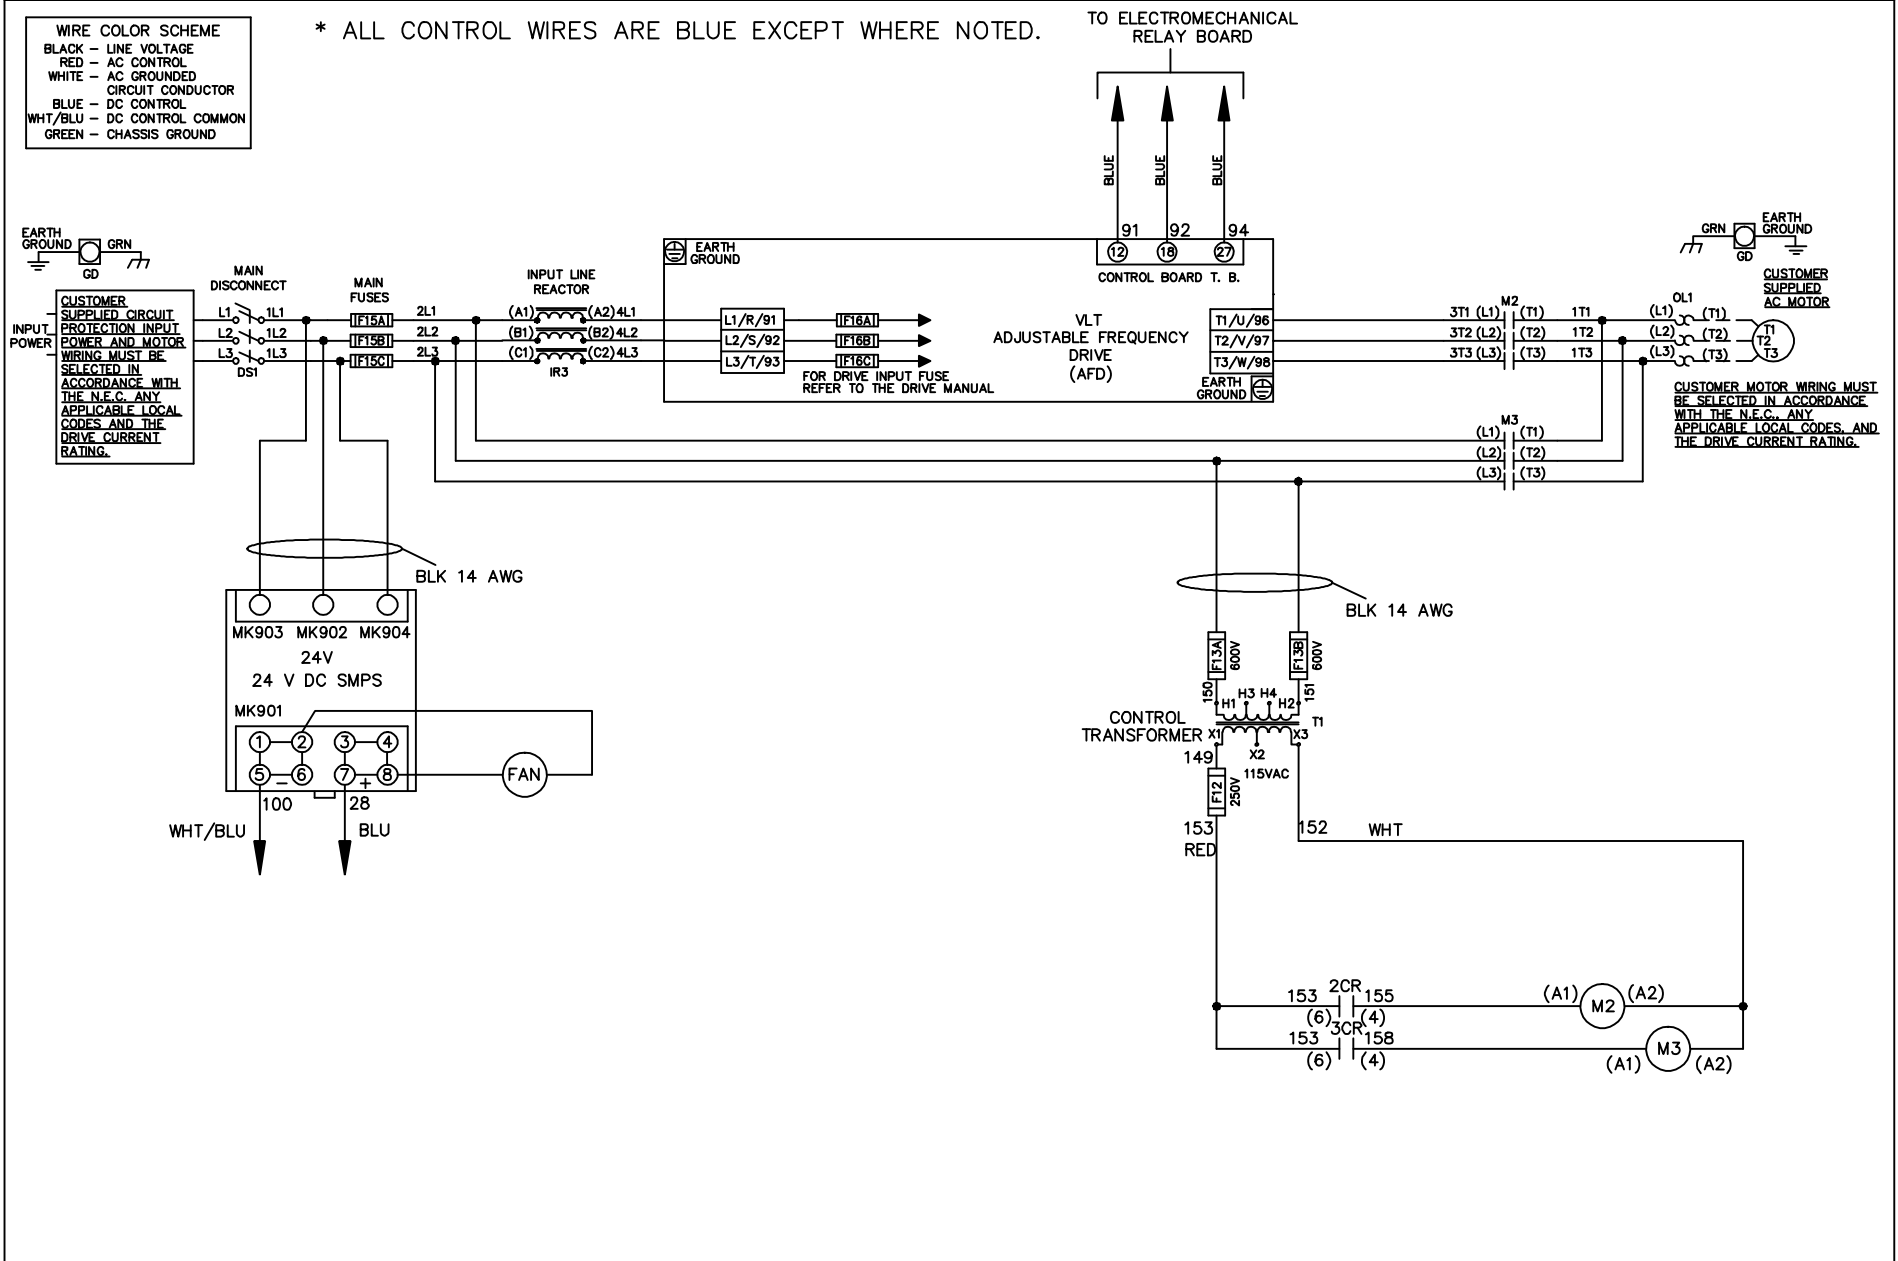 WIRE COLOR SCHEME
BLACK – LINE VOLTAGE
RED – AC CONTROL
WHITE – AC GROUNDED
CIRCUIT CONDUCTOR
BLUE – DC CONTROL
WHT/BLU – DC CONTROL COMMON
GREEN – CHASSIS GROUND
* ALL CONTROL WIRES ARE BLUE EXCEPT WHERE NOTED.
TO ELECTROMECHANICAL
RELAY BOARD
BLUE
BLUE
BLUE
91
92
94
12
18
27
CONTROL BOARD T. B.
EARTH
GROUND
GRN
GD
INPUT
POWER
CUSTOMER
SUPPLIED CIRCUIT
PROTECTION INPUT
POWER AND MOTOR
WIRING MUST BE
SELECTED IN
ACCORDANCE WITH
THE N.E.C. ANY
APPLICABLE LOCAL
CODES AND THE
DRIVE CURRENT
RATING.
MAIN
DISCONNECT
L1 1L1
L2 1L2
L3 1L3
DS1
MAIN
FUSES
F15A
F15B
F15C
2L1
2L2
2L3
INPUT LINE
REACTOR
(A1) (A2) 4L1
(B1) (B2) 4L2
(C1) (C2) 4L3
IR3
EARTH
GROUND
L1/R/91
L2/S/92
L3/T/93
F16A
F16B
F16C
FOR DRIVE INPUT FUSE
REFER TO THE DRIVE MANUAL
VLT
ADJUSTABLE FREQUENCY
DRIVE
(AFD)
T1/U/96
T2/V/97
T3/W/98
EARTH
GROUND
M2
3T1 (L1) (T1) 1T1
3T2 (L2) (T2) 1T2
3T3 (L3) (T3) 1T3
OL1
(L1) (T1)
(L2) (T2)
(L3) (T3)
T1
T2
T3
GRN
EARTH
GROUND
GD
CUSTOMER
SUPPLIED
AC MOTOR
CUSTOMER MOTOR WIRING MUST
BE SELECTED IN ACCORDANCE
WITH THE N.E.C., ANY
APPLICABLE LOCAL CODES, AND
THE DRIVE CURRENT RATING.
M3
(L1) (T1)
(L2) (T2)
(L3) (T3)
BLK 14 AWG
MK903 MK902 MK904
24V
24 V DC SMPS
MK901
1 2 3 4
5 – 6 7 + 8
FAN
100
28
WHT/BLU
BLU
BLK 14 AWG
F13A
600V
F13B
600V
150
151
H1 H3 H4 H2
CONTROL
TRANSFORMER
T1
X1 X2 X3
115VAC
149
F12
250V
153
RED
152
WHT
2CR
153 155
(6) (4)
(A1) M2 (A2)
3CR
153 158
(6) (4)
(A1) M3 (A2)